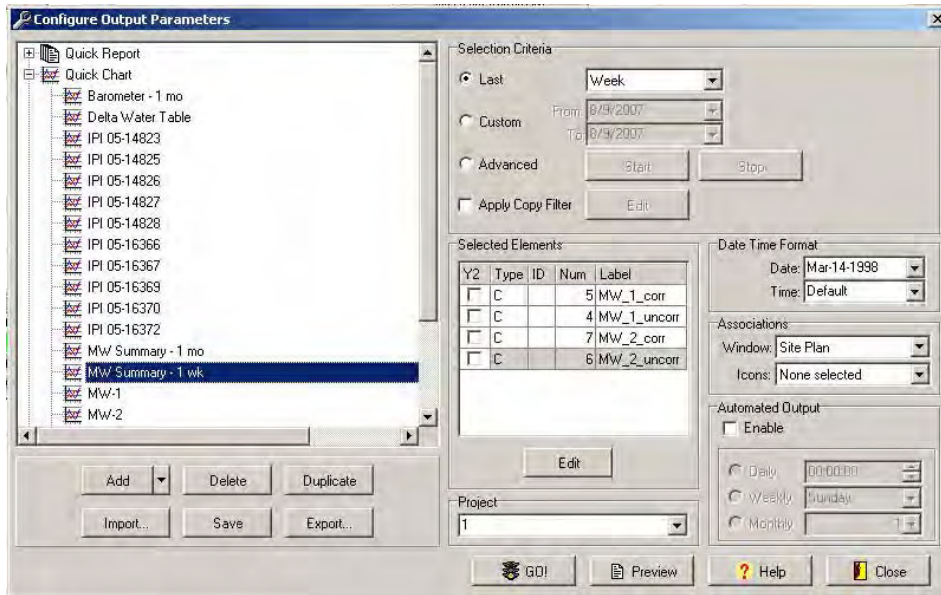 Configure Output Parameters
Quick Report
Quick Chart
Barometer - 1 mo
Delta Water Table
IPI 05-14823
IPI 05-14825
IPI 05-14826
IPI 05-14827
IPI 05-14828
IPI 05-16366
IPI 05-16367
IPI 05-16369
IPI 05-16370
IPI 05-16372
MW Summary - 1 mo
MW Summary - 1 wk
MW-1
MW-2
Add
Delete
Duplicate
Import...
Save
Export...
Selection Criteria
Last
Week
Custom
From: 8/9/2007
To: 8/9/2007
Advanced
Start
Stop
Apply Copy Filter
Edit
Selected Elements
Y2 Type ID Num Label
C 5 MW_1_corr
C 4 MW_1_uncorr
C 7 MW_2_corr
C 6 MW_2_uncorr
Edit
Project
1
Date Time Format
Date: Mar-14-1998
Time: Default
Associations
Window: Site Plan
Icons: None selected
Automated Output
Enable
Daily 00:00:00
Weekly Sunday
Monthly 1
GO!
Preview
? Help
Close